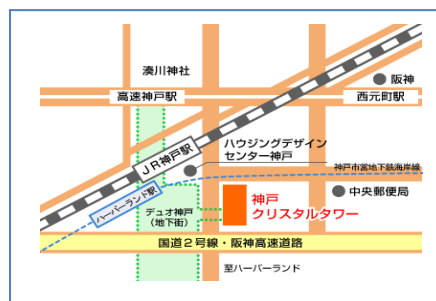 湊川神社
阪神
高速神戸駅
西元町駅
JR神戸駅
ハウジングデザイン
センター神戸
神戸市営地下鉄海岸線
ハーバーランド駅
デュオ神戸
(地下街)
神戸
クリスタルタワー
中央郵便局
国道2号線・阪神高速道路
至ハーバーランド